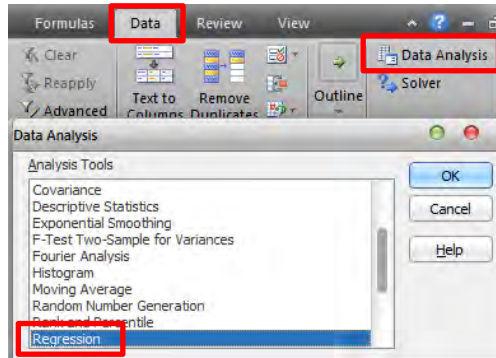 Formulas Data Review View
Clear
Reapply
Advanced
Text to
Columns
Remove
Duplicates
Outline
Data Analysis
Solver
Data Analysis
Analysis Tools
Covariance
Descriptive Statistics
Exponential Smoothing
F-Test Two-Sample for Variances
Fourier Analysis
Histogram
Moving Average
Random Number Generation
Rank and Percentile
Regression
OK
Cancel
Help